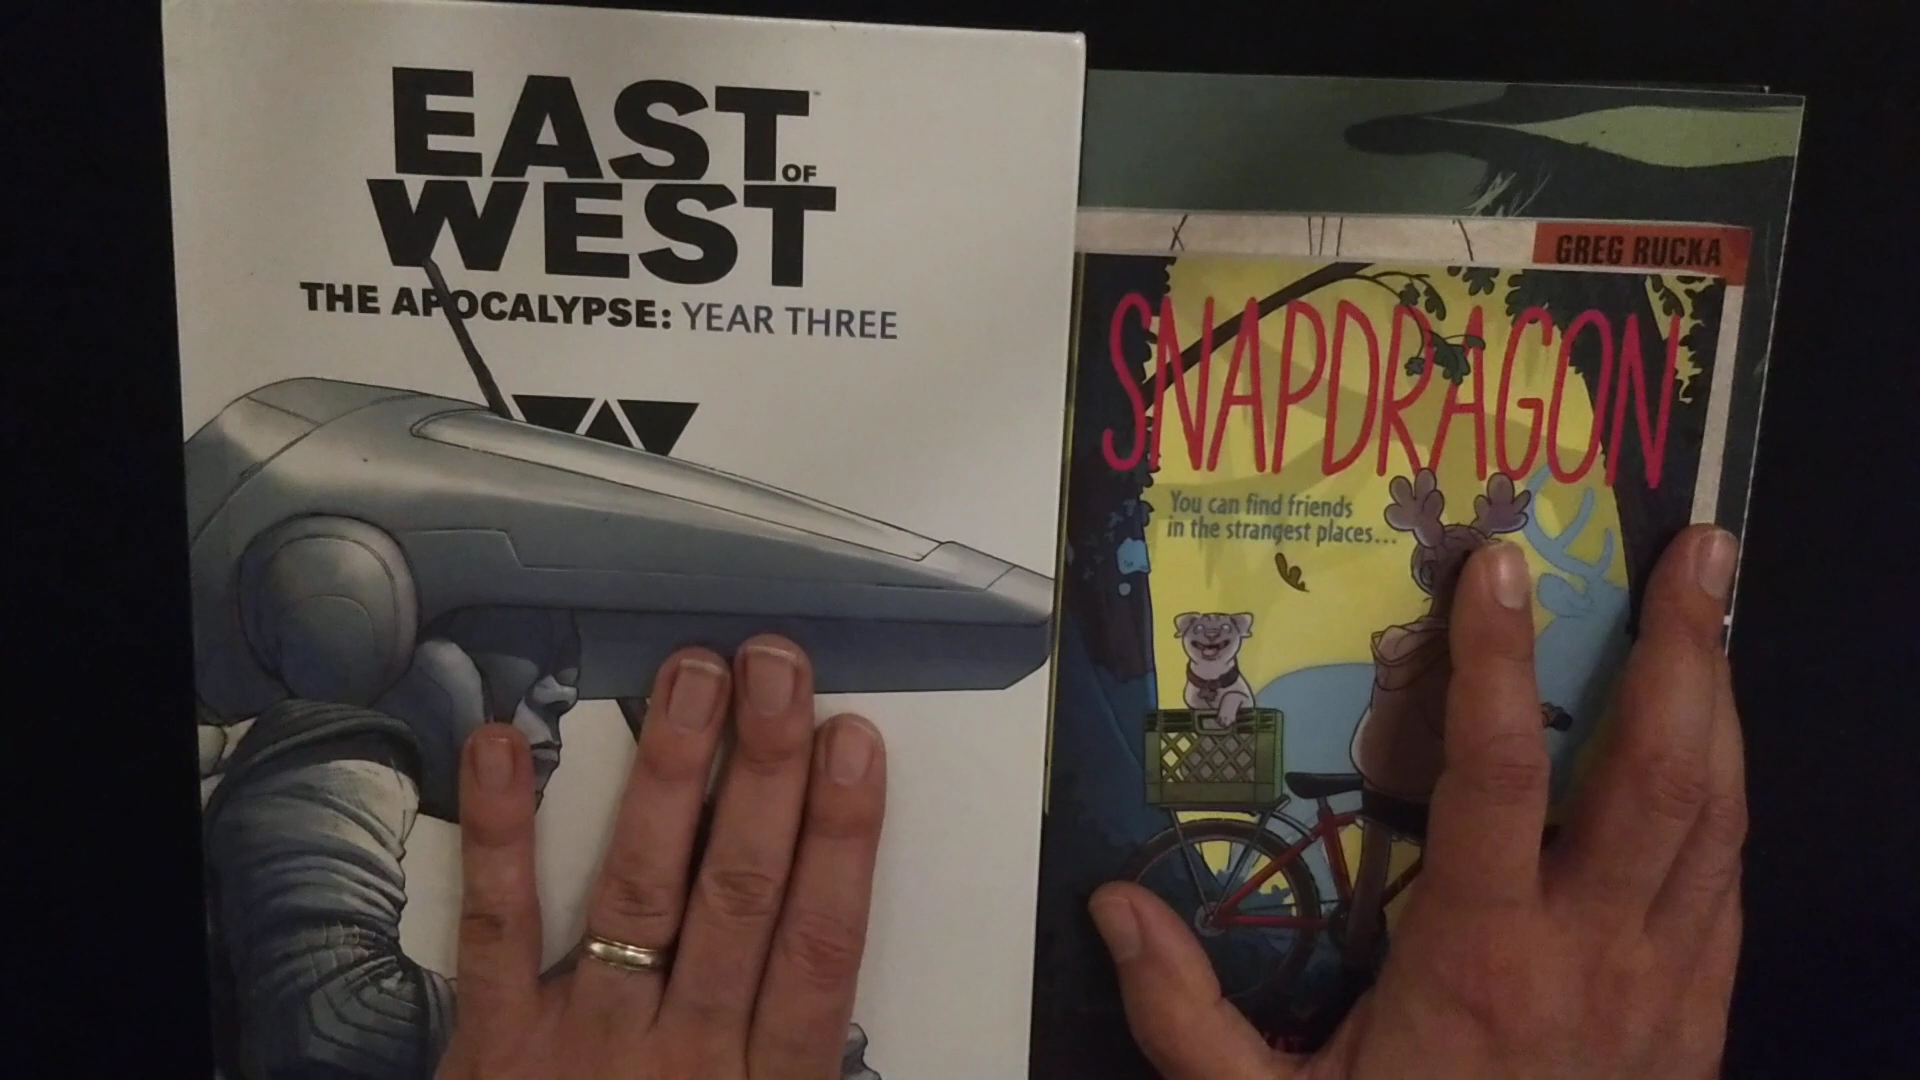 EAST
OF
WEST
THE APOCALYPSE: YEAR THREE
GREG RUCKA
SNAPDRAGON
You can find friends
in the strangest places...